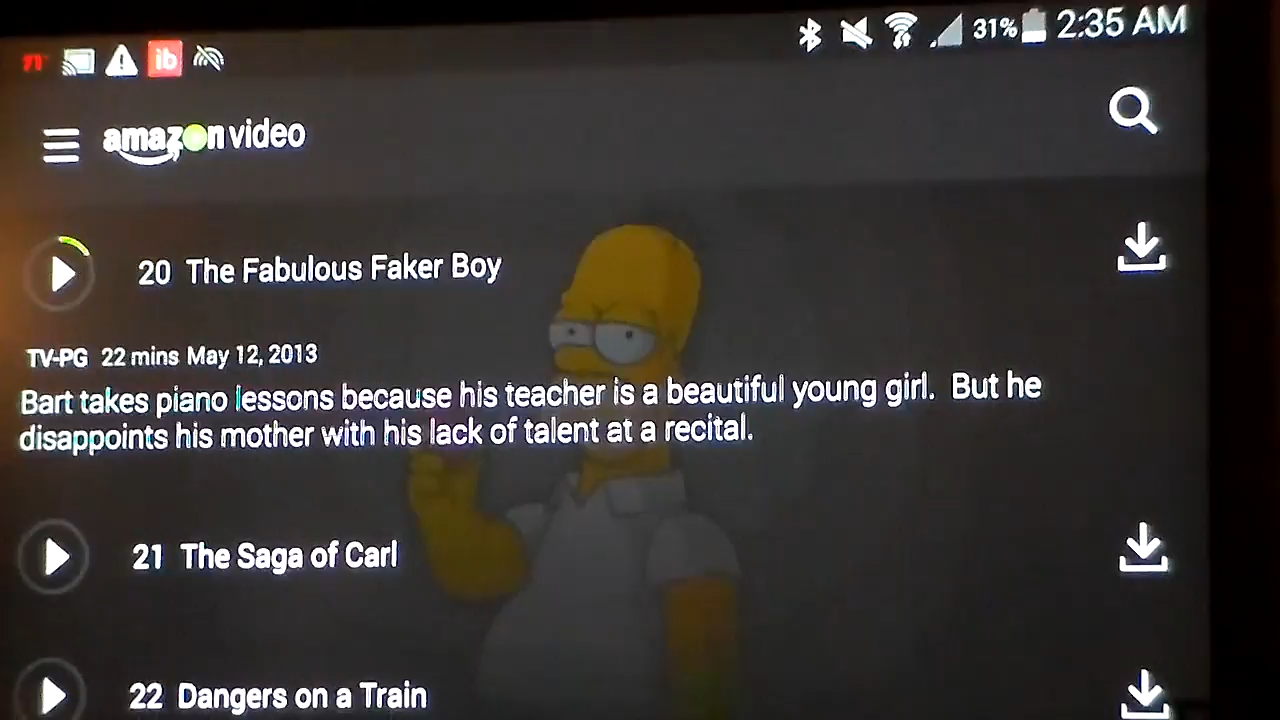 31% 2:35 AM
ib
amazon video
20 The Fabulous Faker Boy
TV-PG 22 mins May 12, 2013
Bart takes piano lessons because his teacher is a beautiful young girl. But he
disappoints his mother with his lack of talent at a recital.
21 The Saga of Carl
22 Dangers on a Train